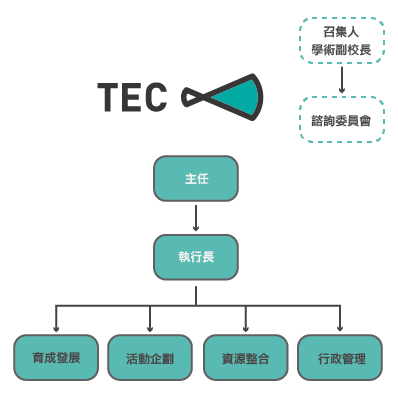 召集人
學術副校長
TEC
諮詢委員會
主任
執行長
育成發展
活動企劃
資源整合
行政管理